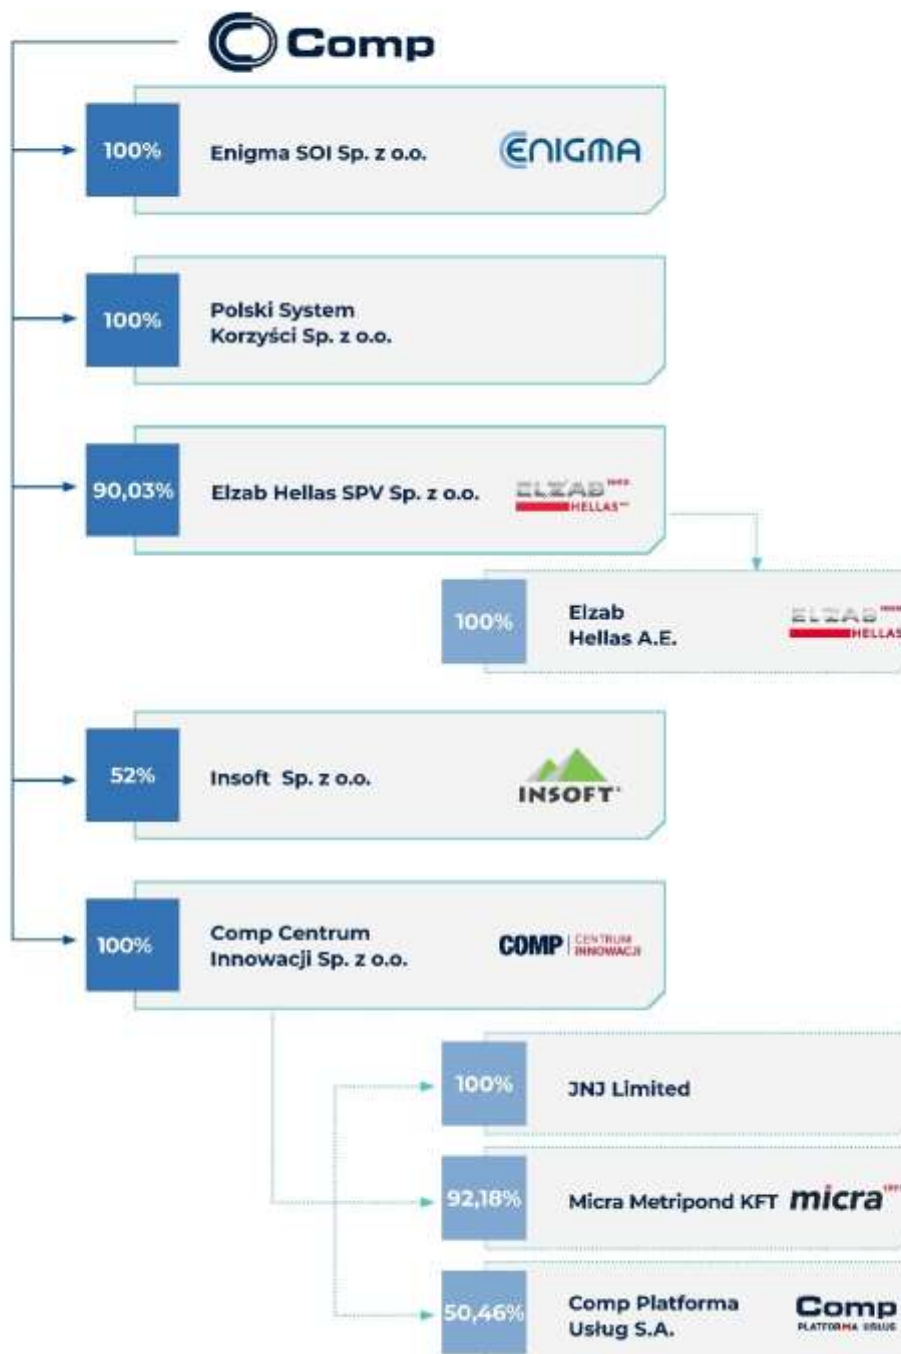 Comp
100%
Enigma SOI Sp. z o.o.
ENIGMA
100%
Polski System
Korzyści Sp. z o.o.
90,03%
Elzab Hellas SPV Sp. z o.o.
ELZAB
HELLAS
100%
Elzab
Hellas A.E.
ELZAB
HELLAS
52%
Insoft Sp. z o.o.
INSOFT
100%
Comp Centrum
Innowacji Sp. z o.o.
COMP
CENTRUM
INNOWACJI
100%
JNJ Limited
92,18%
Micra Metripond KFT
micra
50,46%
Comp Platforma
Usług S.A.
Comp
PLATFORMA USŁUG